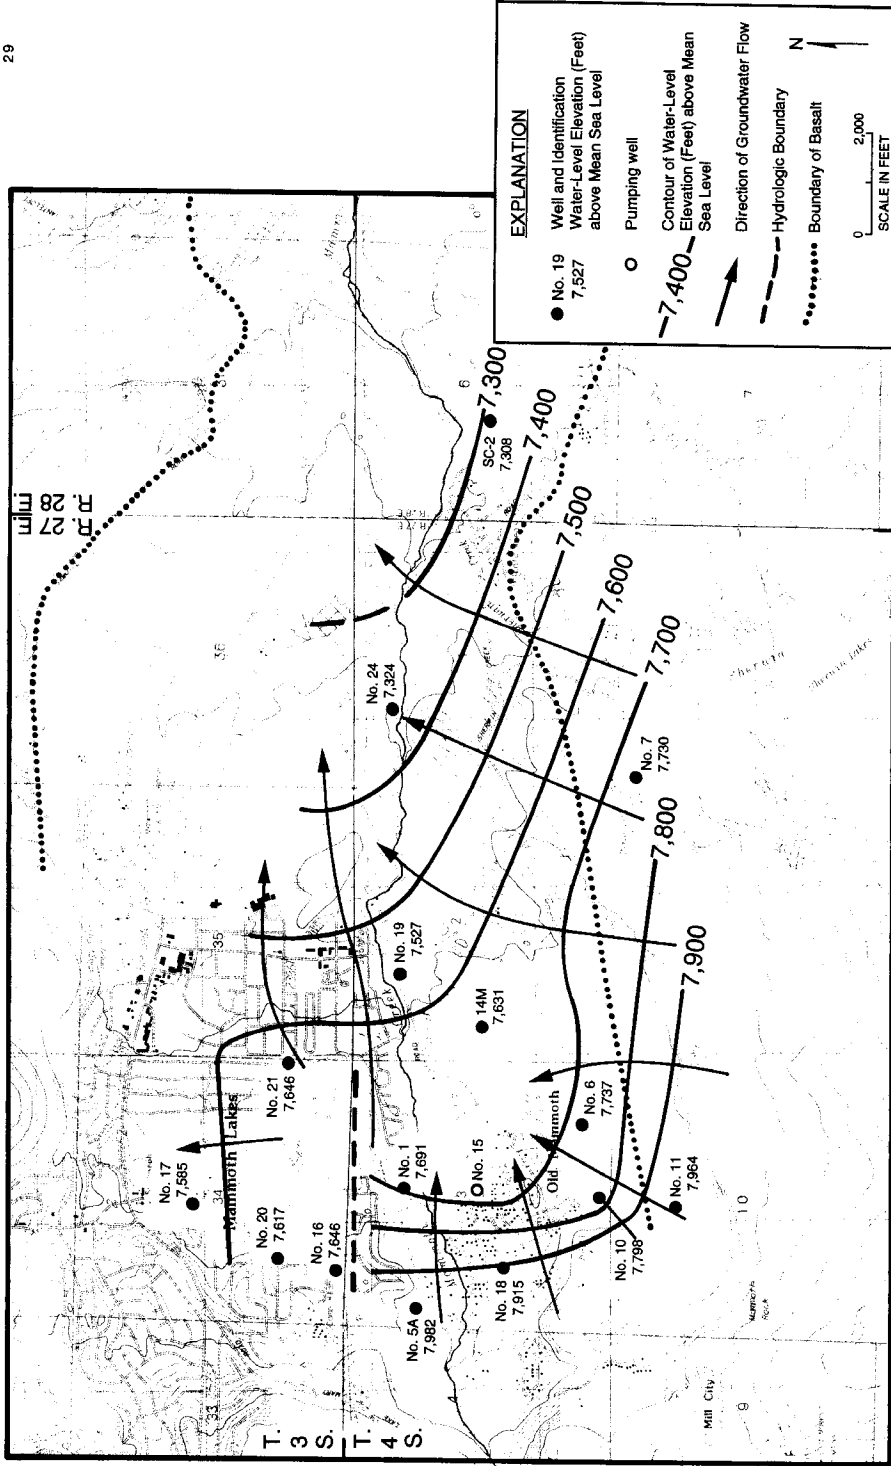 29
EXPLANATION
No. 19
7,527
Well and Identification
Water-Level Elevation (Feet)
above Mean Sea Level
Pumping well
7,400
Contour of Water-Level
Elevation (Feet) above Mean
Sea Level
Direction of Groundwater Flow
Hydrologic Boundary
Boundary of Basalt
N
0 2,000
SCALE IN FEET
R. 27 E.
R. 28 E.
T.
3
S.
T.
4
S.
Mammoth Lakes
Old Mammoth
Mill City
No. 17
7,585
No. 20
7,617
No. 16
7,646
No. 21
7,646
No. 1
7,691
No. 15
No. 5A
7,982
No. 18
7,915
No. 10
7,798
No. 11
7,964
No. 6
7,737
14M
7,631
No. 19
7,527
No. 24
7,324
No. 7
7,730
SC-2
7,308
7,300
7,400
7,500
7,600
7,700
7,800
7,900
33
34
35
36
6
3
4
7
9
10